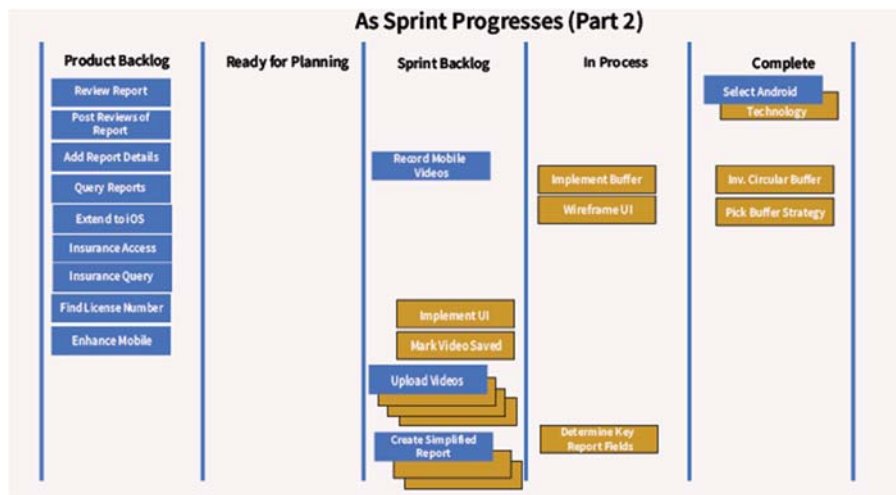 As Sprint Progresses (Part 2)
Product Backlog
Review Report
Post Reviews of
Report
Add Report Details
Query Reports
Extend to iOS
Insurance Access
Insurance Query
Find License Number
Enhance Mobile
Ready for Planning
Sprint Backlog
Record Mobile
Videos
Implement UI
Mark Video Saved
Upload Videos
Create Simplified
Report
In Process
Implement Buffer
Wireframe UI
Determine Key
Report Fields
Complete
Select Android
Technology
Inv. Circular Buffer
Pick Buffer Strategy